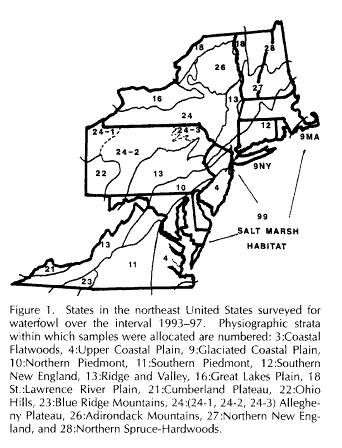 18
18
28
26
27
16
13
24
9MA
12
24-1
24-3
24-2
9NY
22
13
4
10
99
SALT MARSH
HABITAT
13
11
4
21
23
Figure 1. States in the northeast United States surveyed for
waterfowl over the interval 1993–97. Physiographic strata
within which samples were allocated are numbered: 3:Coastal
Flatwoods, 4:Upper Coastal Plain, 9:Glaciated Coastal Plain,
10:Northern Piedmont, 11:Southern Piedmont, 12:Southern
New England, 13:Ridge and Valley, 16:Great Lakes Plain, 18
St.:Lawrence River Plain, 21:Cumberland Plateau, 22:Ohio
Hills, 23:Blue Ridge Mountains, 24:(24-1, 24-2, 24-3) Alleghe-
ny Plateau, 26:Adirondack Mountains, 27:Northern New Eng-
land, and 28:Northern Spruce-Hardwoods.